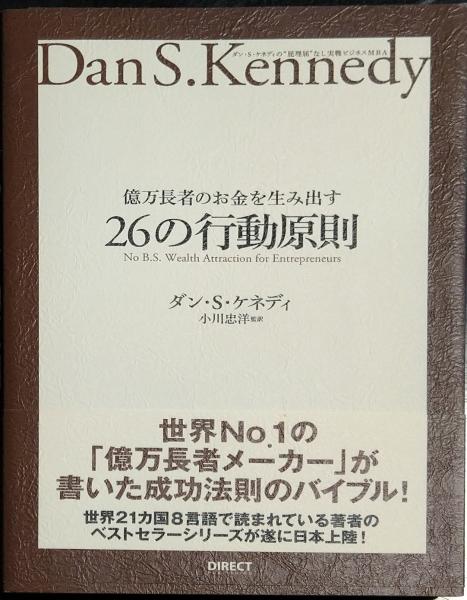 ダン・S・ケネディの"屁理屈"なし実戦ビジネスMBA
Dan S. Kennedy
億万長者のお金を生み出す
26の行動原則
No B.S. Wealth Attraction for Entrepreneurs
ダン・S・ケネディ
小川忠洋 監訳
世界No.1の
「億万長者メーカー」が
書いた成功法則のバイブル!
世界21カ国8言語で読まれている著者の
ベストセラーシリーズが遂に日本上陸!
DIRECT